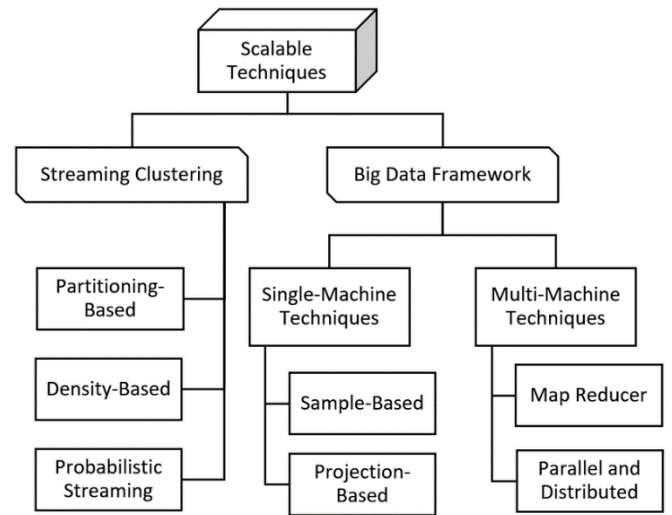 Scalable
Techniques
Streaming Clustering
Big Data Framework
Partitioning-
Based
Density-Based
Probabilistic
Streaming
Single-Machine
Techniques
Sample-Based
Projection-
Based
Multi-Machine
Techniques
Map Reducer
Parallel and
Distributed